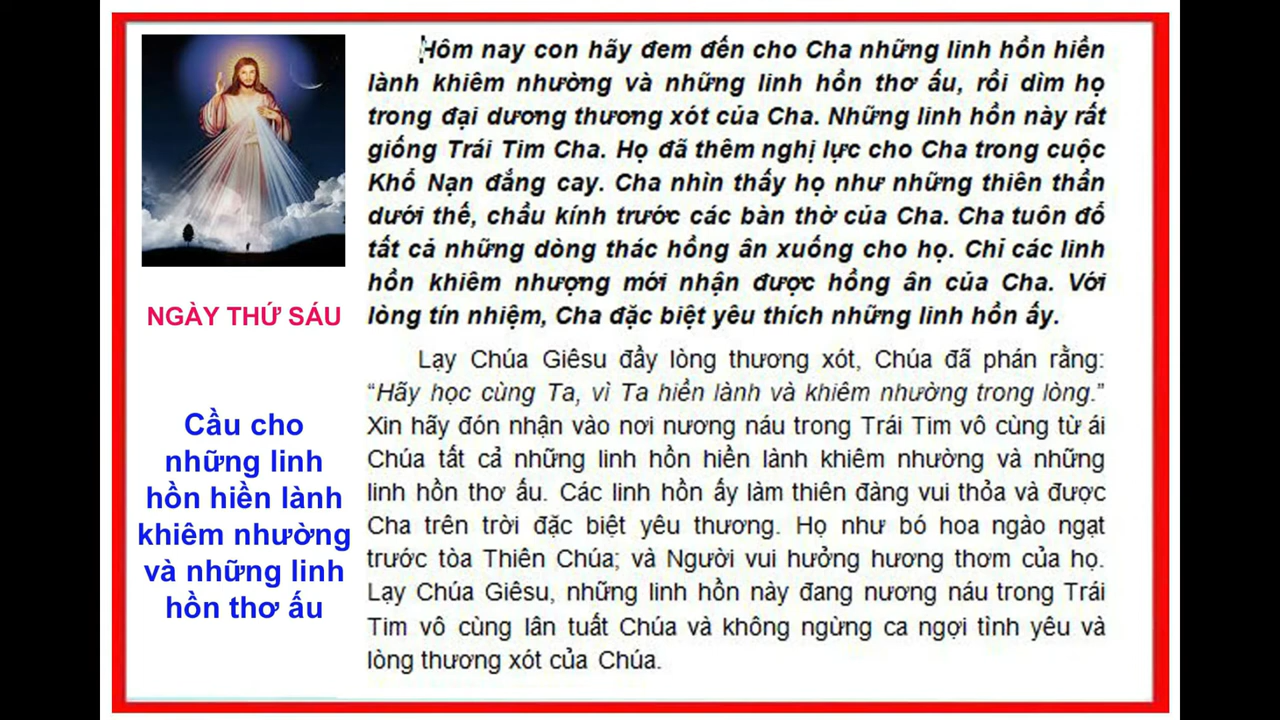 NGÀY THỨ SÁU
Cầu cho
những linh
hồn hiền lành
khiêm nhường
và những linh
hồn thơ ấu
Hôm nay con hãy đem đến cho Cha những linh hồn hiền
lành khiêm nhường và những linh hồn thơ ấu, rồi dìm họ
trong đại dương thương xót của Cha. Những linh hồn này rất
giống Trái Tim Cha. Họ đã thêm nghị lực cho Cha trong cuộc
Khổ Nạn đắng cay. Cha nhìn thấy họ như những thiên thần
dưới thế, chầu kính trước các bàn thờ của Cha. Cha tuôn đổ
tất cả những dòng thác hồng ân xuống cho họ. Chỉ các linh
hồn khiêm nhượng mới nhận được hồng ân của Cha. Với
lòng tín nhiệm, Cha đặc biệt yêu thích những linh hồn ấy.
Lạy Chúa Giêsu đầy lòng thương xót, Chúa đã phán rằng:
“Hãy học cùng Ta, vì Ta hiền lành và khiêm nhường trong lòng.”
Xin hãy đón nhận vào nơi nương náu trong Trái Tim vô cùng từ ái
Chúa tất cả những linh hồn hiền lành khiêm nhường và những
linh hồn thơ ấu. Các linh hồn ấy làm thiên đàng vui thỏa và được
Cha trên trời đặc biệt yêu thương. Họ như bó hoa ngào ngạt
trước tòa Thiên Chúa; và Người vui hưởng hương thơm của họ.
Lạy Chúa Giêsu, những linh hồn này đang nương náu trong Trái
Tim vô cùng lân tuất Chúa và không ngừng ca ngợi tình yêu và
lòng thương xót của Chúa.